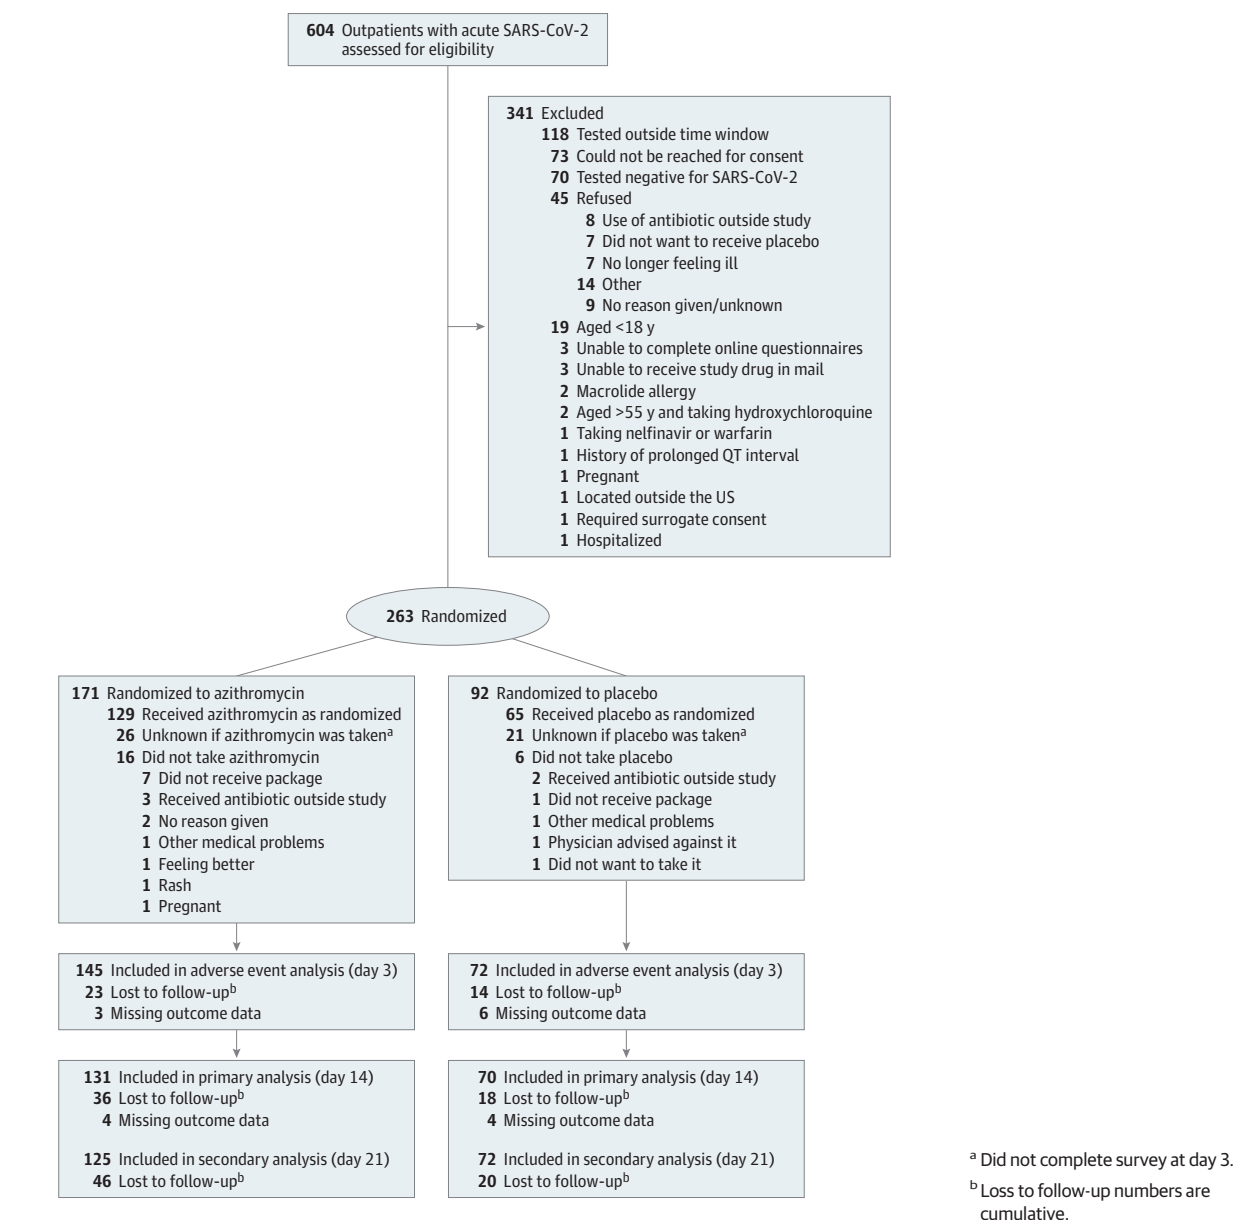 604 Outpatients with acute SARS-CoV-2
assessed for eligibility
341 Excluded
118 Tested outside time window
73 Could not be reached for consent
70 Tested negative for SARS-CoV-2
45 Refused
8 Use of antibiotic outside study
7 Did not want to receive placebo
7 No longer feeling ill
14 Other
9 No reason given/unknown
19 Aged <18 y
3 Unable to complete online questionnaires
3 Unable to receive study drug in mail
2 Macrolide allergy
2 Aged >55 y and taking hydroxychloroquine
1 Taking nelfinavir or warfarin
1 History of prolonged QT interval
1 Pregnant
1 Located outside the US
1 Required surrogate consent
1 Hospitalized
263 Randomized
171 Randomized to azithromycin
129 Received azithromycin as randomized
26 Unknown if azithromycin was takenᵃ
16 Did not take azithromycin
7 Did not receive package
3 Received antibiotic outside study
2 No reason given
1 Other medical problems
1 Feeling better
1 Rash
1 Pregnant
92 Randomized to placebo
65 Received placebo as randomized
21 Unknown if placebo was takenᵃ
6 Did not take placebo
2 Received antibiotic outside study
1 Did not receive package
1 Other medical problems
1 Physician advised against it
1 Did not want to take it
145 Included in adverse event analysis (day 3)
23 Lost to follow-upᵇ
3 Missing outcome data
72 Included in adverse event analysis (day 3)
14 Lost to follow-upᵇ
6 Missing outcome data
131 Included in primary analysis (day 14)
36 Lost to follow-upᵇ
4 Missing outcome data
125 Included in secondary analysis (day 21)
46 Lost to follow-upᵇ
70 Included in primary analysis (day 14)
18 Lost to follow-upᵇ
4 Missing outcome data
72 Included in secondary analysis (day 21)
20 Lost to follow-upᵇ
ᵃ Did not complete survey at day 3.
ᵇ Loss to follow-up numbers are
cumulative.